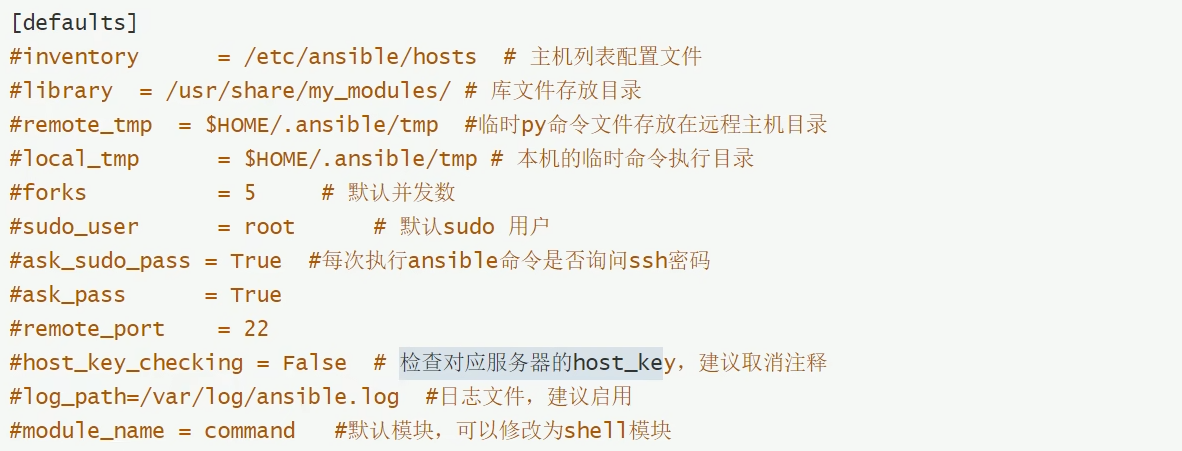 [defaults]
#inventory      = /etc/ansible/hosts  # 主机列表配置文件
#library  = /usr/share/my_modules/ # 库文件存放目录
#remote_tmp  = $HOME/.ansible/tmp  #临时py命令文件存放在远程主机目录
#local_tmp      = $HOME/.ansible/tmp # 本机的临时命令执行目录
#forks          = 5     # 默认并发数
#sudo_user      = root      # 默认sudo 用户
#ask_sudo_pass = True  #每次执行ansible命令是否询问ssh密码
#ask_pass      = True
#remote_port    = 22
#host_key_checking = False  # 检查对应服务器的host_key，建议取消注释
#log_path=/var/log/ansible.log  #日志文件，建议启用
#module_name = command   #默认模块，可以修改为shell模块